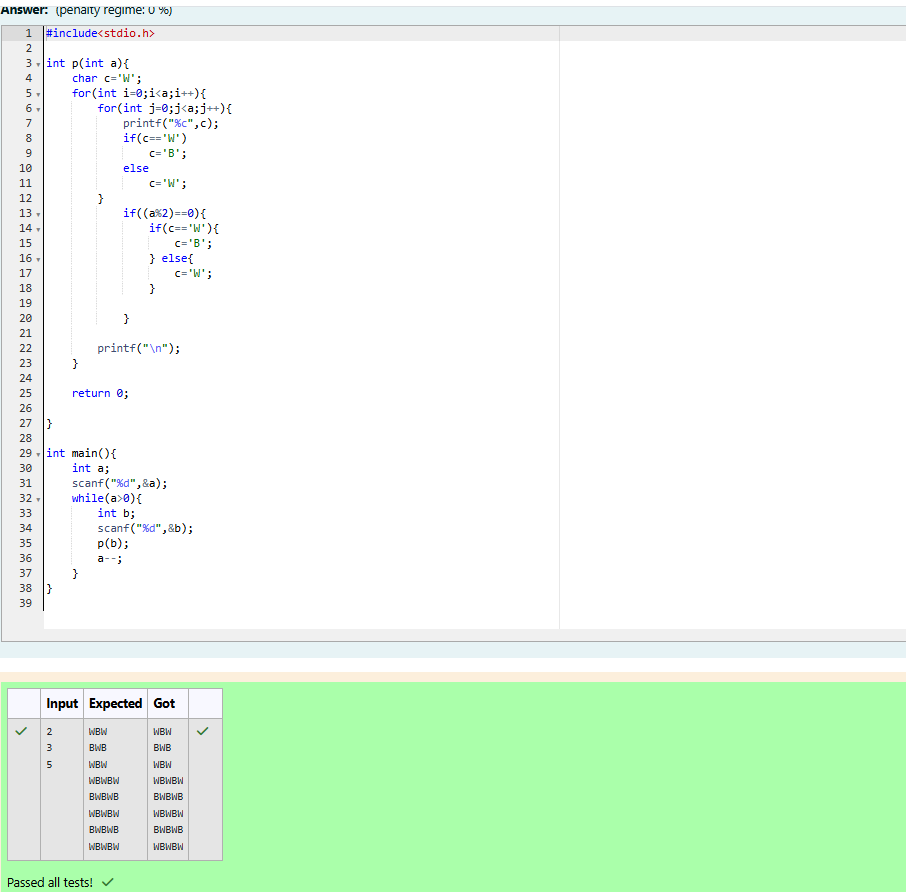 Answer: (penalty regime: 0 %)
1 #include<stdio.h>
2
3 int p(int a){
4 char c='W';
5 for(int i=0;i<a;i++){
6 for(int j=0;j<a;j++){
7 printf("%c",c);
8 if(c=='W')
9 c='B';
10 else
11 c='W';
12 }
13 if((a%2)==0){
14 if(c=='W'){
15 c='B';
16 } else{
17 c='W';
18 }
19
20 }
21
22 printf("\n");
23 }
24
25 return 0;
26
27 }
28
29 int main(){
30 int a;
31 scanf("%d",&a);
32 while(a>0){
33 int b;
34 scanf("%d",&b);
35 p(b);
36 a--;
37 }
38 }
39
Input Expected Got
2 WBW WBW
3 BWB BWB
5 WBW WBW
WBWBW WBWBW
BWBWB BWBWB
WBWBW WBWBW
BWBWB BWBWB
WBWBW WBWBW
Passed all tests!